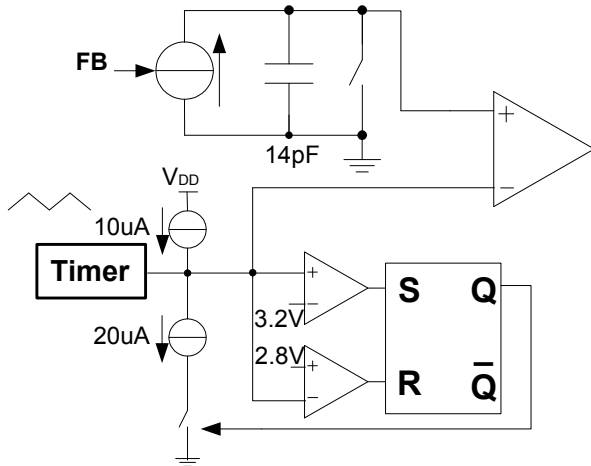 FB
14pF
+
−
VDD
10uA
Timer
20uA
+
−
3.2V
2.8V
+
−
S Q
R Q̅